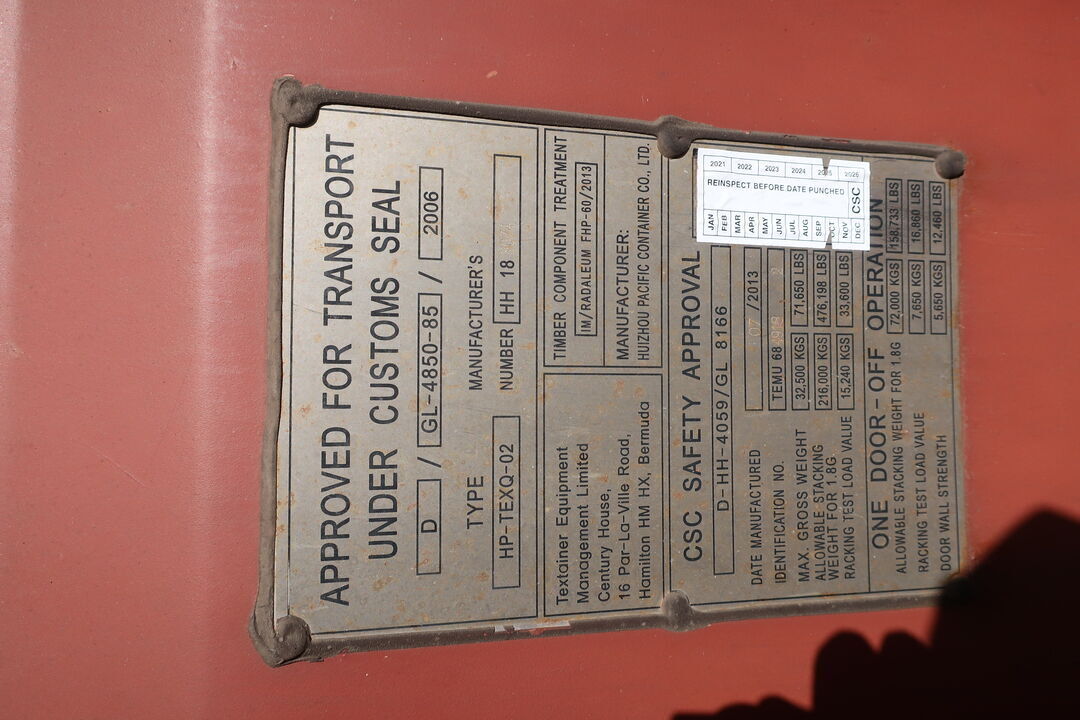 APPROVED FOR TRANSPORT
UNDER CUSTOMS SEAL
D / GL-4850-85 / 2006
TYPE
HP-TEXQ-02
MANUFACTURER'S
NUMBER HH 18
Textainer Equipment
Management Limited
Century House,
16 Par-La-Ville Road,
Hamilton HM HX, Bermuda
TIMBER COMPONENT TREATMENT
IM/RADALEUM FHP-60/2013
MANUFACTURER:
HUIZHOU PACIFIC CONTAINER CO., LTD.
CSC SAFETY APPROVAL
D-HH-4059/GL 8166
DATE MANUFACTURED 07 /2013
IDENTIFICATION NO. TEMU 68
MAX. GROSS WEIGHT 32,500 KGS 71,650 LBS
ALLOWABLE STACKING
WEIGHT FOR 1.8G 216,000 KGS 476,198 LBS
RACKING TEST LOAD VALUE 15,240 KGS 33,600 LBS
ONE DOOR-OFF OPERATION
ALLOWABLE STACKING WEIGHT FOR 1.8G 72,000 KGS 158,733 LBS
RACKING TEST LOAD VALUE 7,650 KGS 16,860 LBS
DOOR WALL STRENGTH 5,650 KGS 12,460 LBS
2021 2022 2023 2024 2026
REINSPECT BEFORE DATE PUNCHED
CSC
JAN FEB MAR APR MAY JUN JUL AUG SEP OCT NOV DEC